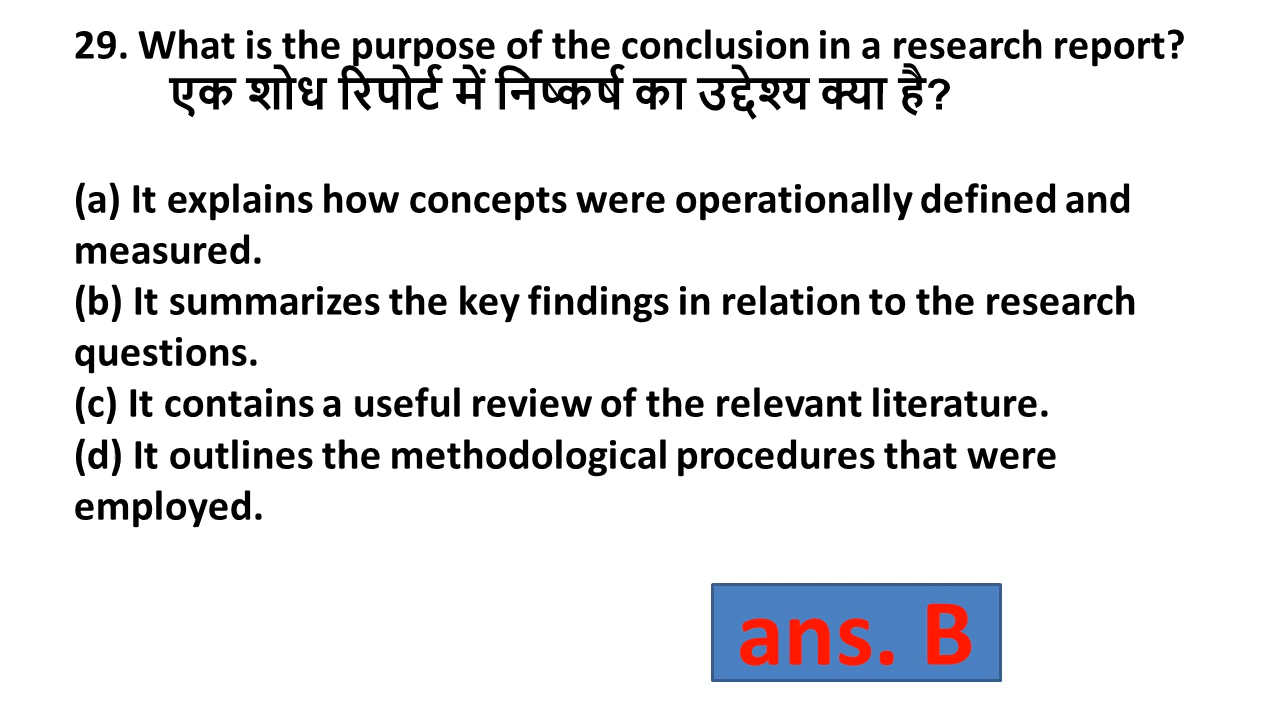 29. What is the purpose of the conclusion in a research report?
एक शोध रिपोर्ट में निष्कर्ष का उद्देश्य क्या है?
(a) It explains how concepts were operationally defined and
measured.
(b) It summarizes the key findings in relation to the research
questions.
(c) It contains a useful review of the relevant literature.
(d) It outlines the methodological procedures that were
employed.
ans. B